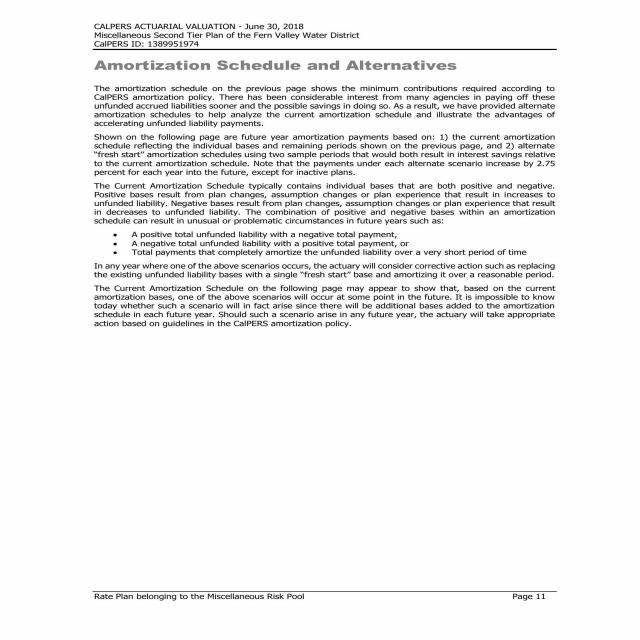 CALPERS ACTUARIAL VALUATION - June 30, 2018
Miscellaneous Second Tier Plan of the Fern Valley Water District
CalPERS ID: 1389951974
Amortization Schedule and Alternatives
The amortization schedule on the previous page shows the minimum contributions required according to
CalPERS amortization policy. There has been considerable interest from many agencies in paying off these
unfunded accrued liabilities sooner and the possible savings in doing so. As a result, we have provided alternate
amortization schedules to help analyze the current amortization schedule and illustrate the advantages of
accelerating unfunded liability payments.
Shown on the following page are future year amortization payments based on: 1) the current amortization
schedule reflecting the individual bases and remaining periods shown on the previous page, and 2) alternate
“fresh start” amortization schedules using two sample periods that would both result in interest savings relative
to the current amortization schedule. Note that the payments under each alternate scenario increase by 2.75
percent for each year into the future, except for inactive plans.
The Current Amortization Schedule typically contains individual bases that are both positive and negative.
Positive bases result from plan changes, assumption changes or plan experience that result in increases to
unfunded liability. Negative bases result from plan changes, assumption changes or plan experience that result
in decreases to unfunded liability. The combination of positive and negative bases within an amortization
schedule can result in unusual or problematic circumstances in future years such as:
• A positive total unfunded liability with a negative total payment,
• A negative total unfunded liability with a positive total payment, or
• Total payments that completely amortize the unfunded liability over a very short period of time
In any year where one of the above scenarios occurs, the actuary will consider corrective action such as replacing
the existing unfunded liability bases with a single “fresh start” base and amortizing it over a reasonable period.
The Current Amortization Schedule on the following page may appear to show that, based on the current
amortization bases, one of the above scenarios will occur at some point in the future. It is impossible to know
today whether such a scenario will in fact arise since there will be additional bases added to the amortization
schedule in each future year. Should such a scenario arise in any future year, the actuary will take appropriate
action based on guidelines in the CalPERS amortization policy.
Rate Plan belonging to the Miscellaneous Risk Pool Page 11